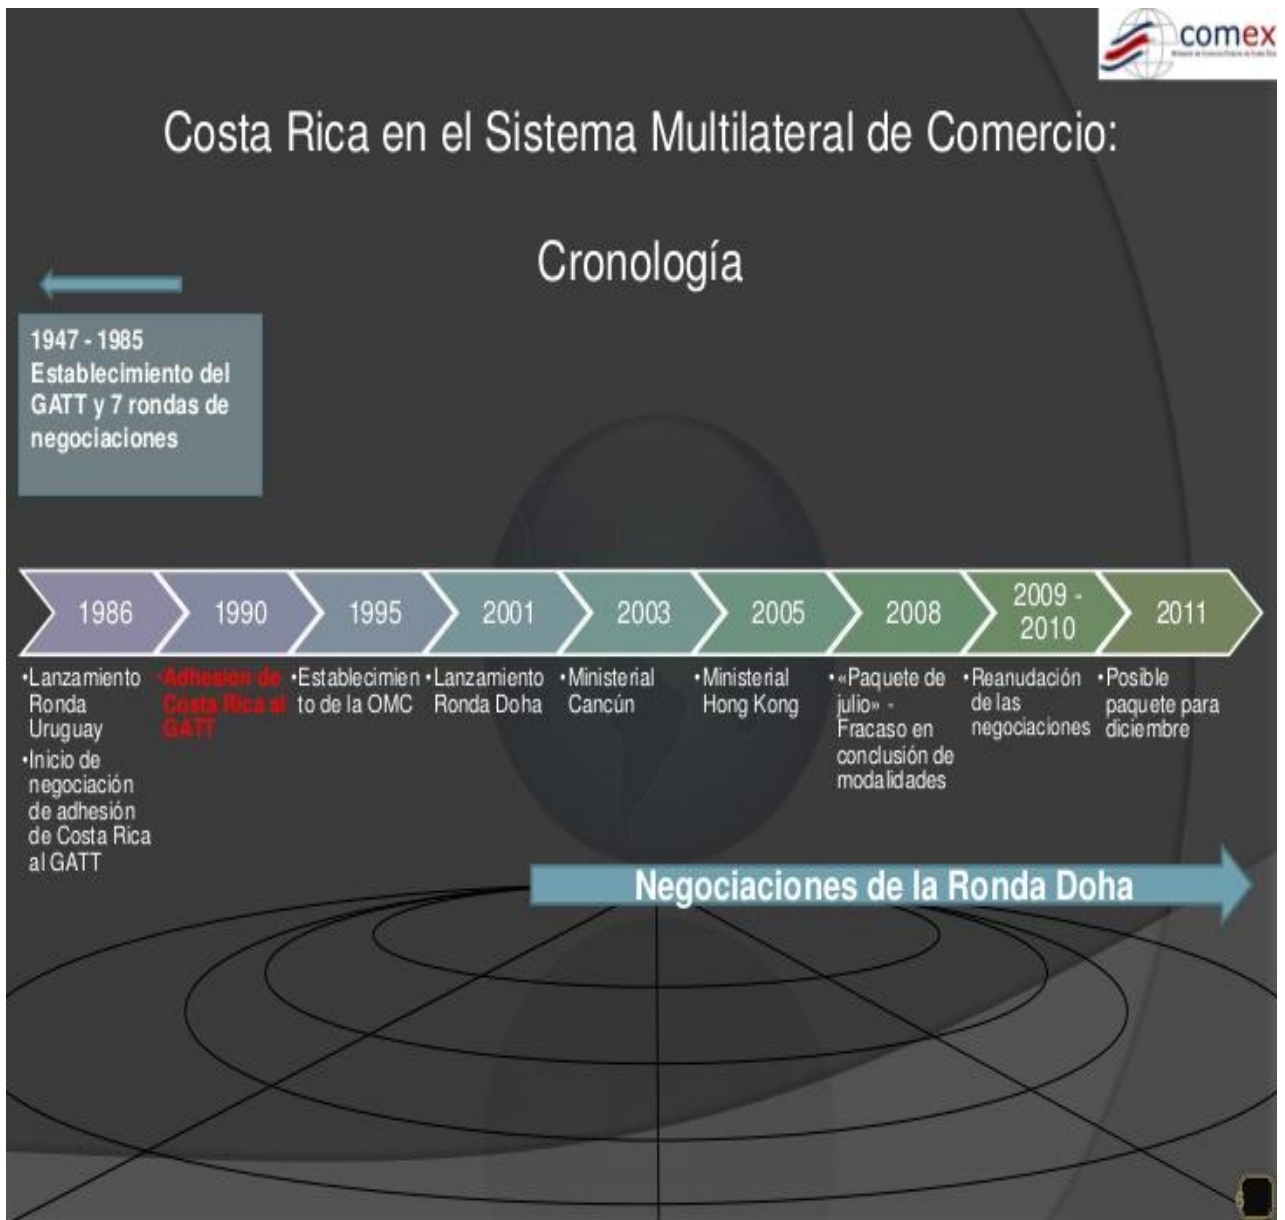 comex
Costa Rica en el Sistema Multilateral de Comercio:
Cronología
1947 - 1985
Establecimiento del
GATT y 7 rondas de
negociaciones
1986
•Lanzamiento
Ronda
Uruguay
•Inicio de
negociación
de adhesión
de Costa Rica
al GATT
1990
•Adhesión de
Costa Rica al
GATT
1995
•Establecimien
to de la OMC
2001
•Lanzamiento
Ronda Doha
2003
•Ministerial
Cancún
2005
•Ministerial
Hong Kong
2008
•«Paquete de
julio» -
Fracaso en
conclusión de
modalidades
2009 -
2010
•Reanudación
de las
negociaciones
2011
•Posible
paquete para
diciembre
Negociaciones de la Ronda Doha